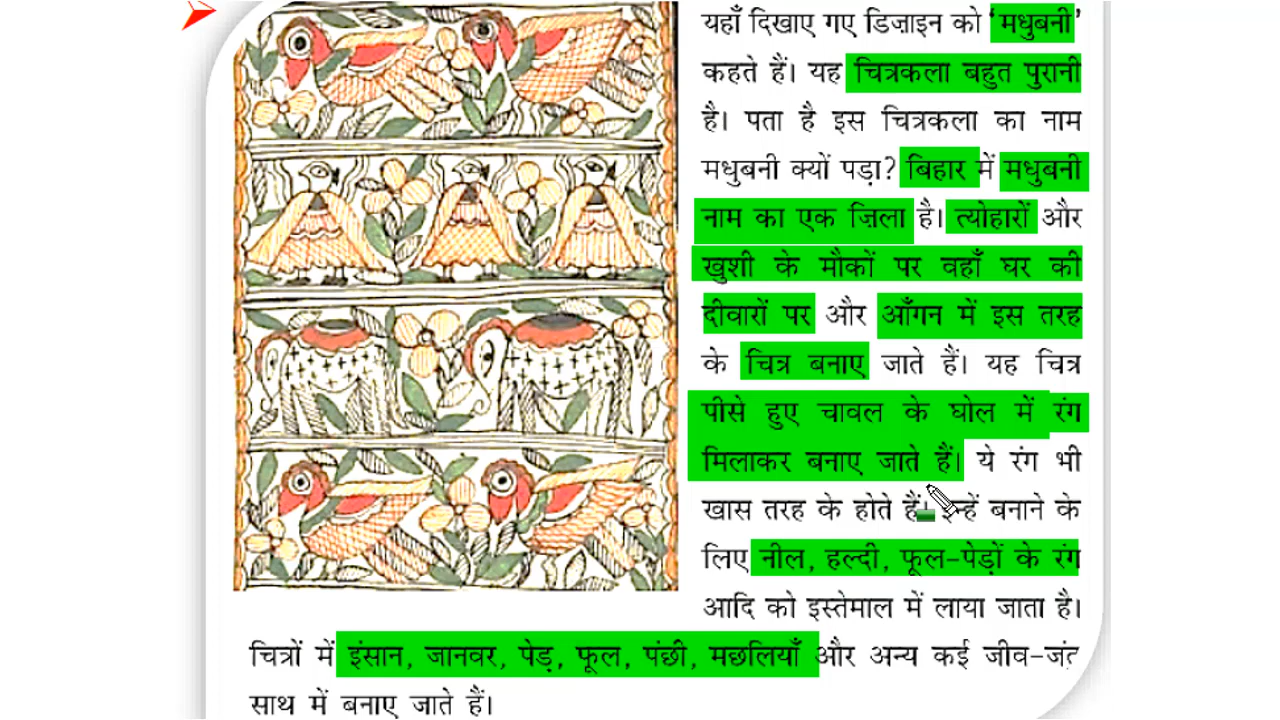 यहाँ दिखाए गए डिज़ाइन को ‘मधुबनी’
कहते हैं। यह चित्रकला बहुत पुरानी
है। पता है इस चित्रकला का नाम
मधुबनी क्यों पड़ा? बिहार में मधुबनी
नाम का एक ज़िला है। त्योहारों और
खुशी के मौकों पर वहाँ घर की
दीवारों पर और आँगन में इस तरह
के चित्र बनाए जाते हैं। यह चित्र
पीसे हुए चावल के घोल में रंग
मिलाकर बनाए जाते हैं। ये रंग भी
खास तरह के होते हैं। इन्हें बनाने के
लिए नील, हल्दी, फूल-पेड़ों के रंग
आदि को इस्तेमाल में लाया जाता है।
चित्रों में इंसान, जानवर, पेड़, फूल, पंछी, मछलियाँ और अन्य कई
साथ में बनाए जाते हैं।